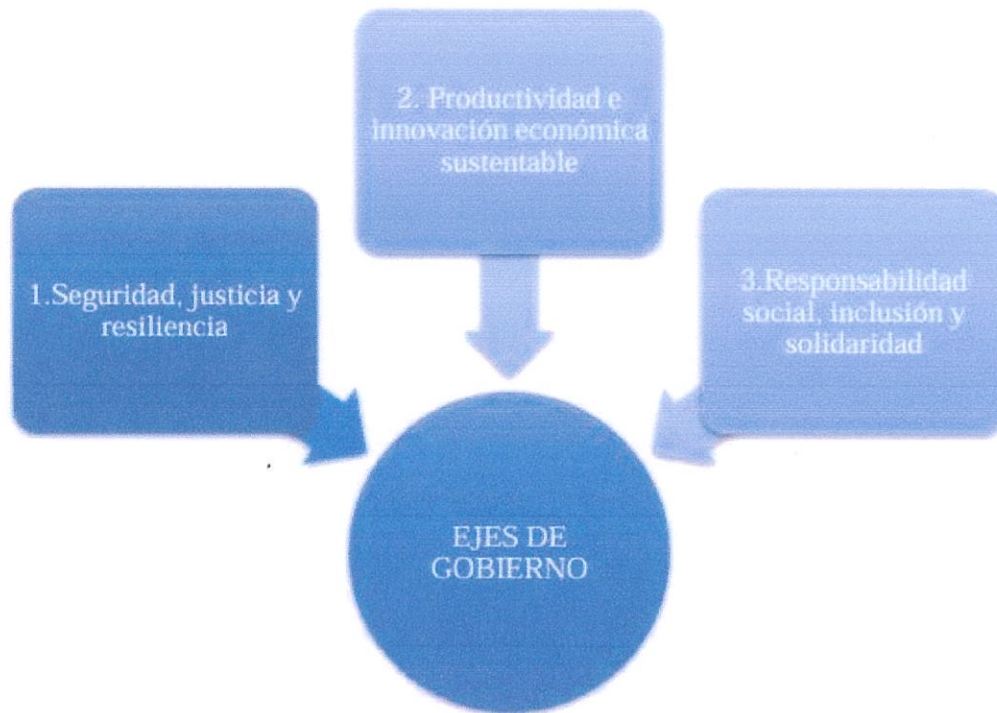 1.Seguridad, justicia y
resiliencia
2. Productividad e
innovación económica
sustentable
3.Responsabilidad
social, inclusión y
solidaridad
EJES DE
GOBIERNO